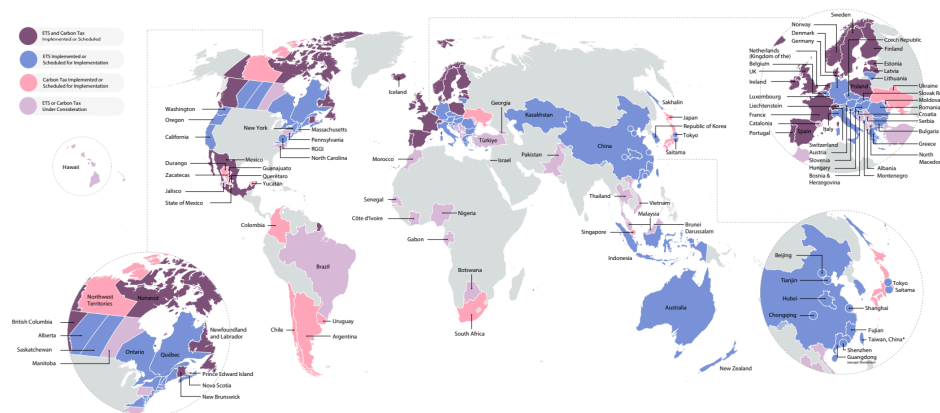 ETS and Carbon Tax
Implemented or Scheduled
ETS Implemented or
Scheduled for Implementation
Carbon Tax Implemented or
Scheduled for Implementation
ETS or Carbon Tax
Under Consideration
Hawaii
Washington
Oregon
California
New York
Massachusetts
Pennsylvania
RGGI
North Carolina
Durango
Zacatecas
Jalisco
State of Mexico
Mexico
Guanajuato
Querétaro
Yucatán
Colombia
Brazil
Chile
Uruguay
Argentina
Iceland
Georgia
Türkiye
Morocco
Israel
Senegal
Côte d'Ivoire
Nigeria
Gabon
Botswana
South Africa
Kazakhstan
Pakistan
China
Sakhalin
Japan
Republic of Korea
Tokyo
Saitama
Thailand
Vietnam
Malaysia
Brunei
Darussalam
Singapore
Indonesia
Australia
New Zealand
Sweden
Norway
Denmark
Germany
Netherlands
(Kingdom of the)
Belgium
UK
Ireland
Luxembourg
Liechtenstein
France
Catalonia
Portugal
Spain
Italy
Poland
Czech Republic
Finland
Estonia
Latvia
Lithuania
Ukraine
Slovak Re
Moldova
Romania
Croatia
Serbia
Bulgaria
Greece
North
Macedo
Albania
Montenegro
Switzerland
Austria
Slovenia
Hungary
Bosnia &
Herzegovina
Northwest
Territories
Nunavut
British Columbia
Alberta
Saskatchewan
Manitoba
Ontario
Québec
Newfoundland
and Labrador
Prince Edward Island
Nova Scotia
New Brunswick
Beijing
Tianjin
Hubei
Chongqing
Tokyo
Saitama
Shanghai
Fujian
Taiwan, China*
Shenzhen
Guangdong